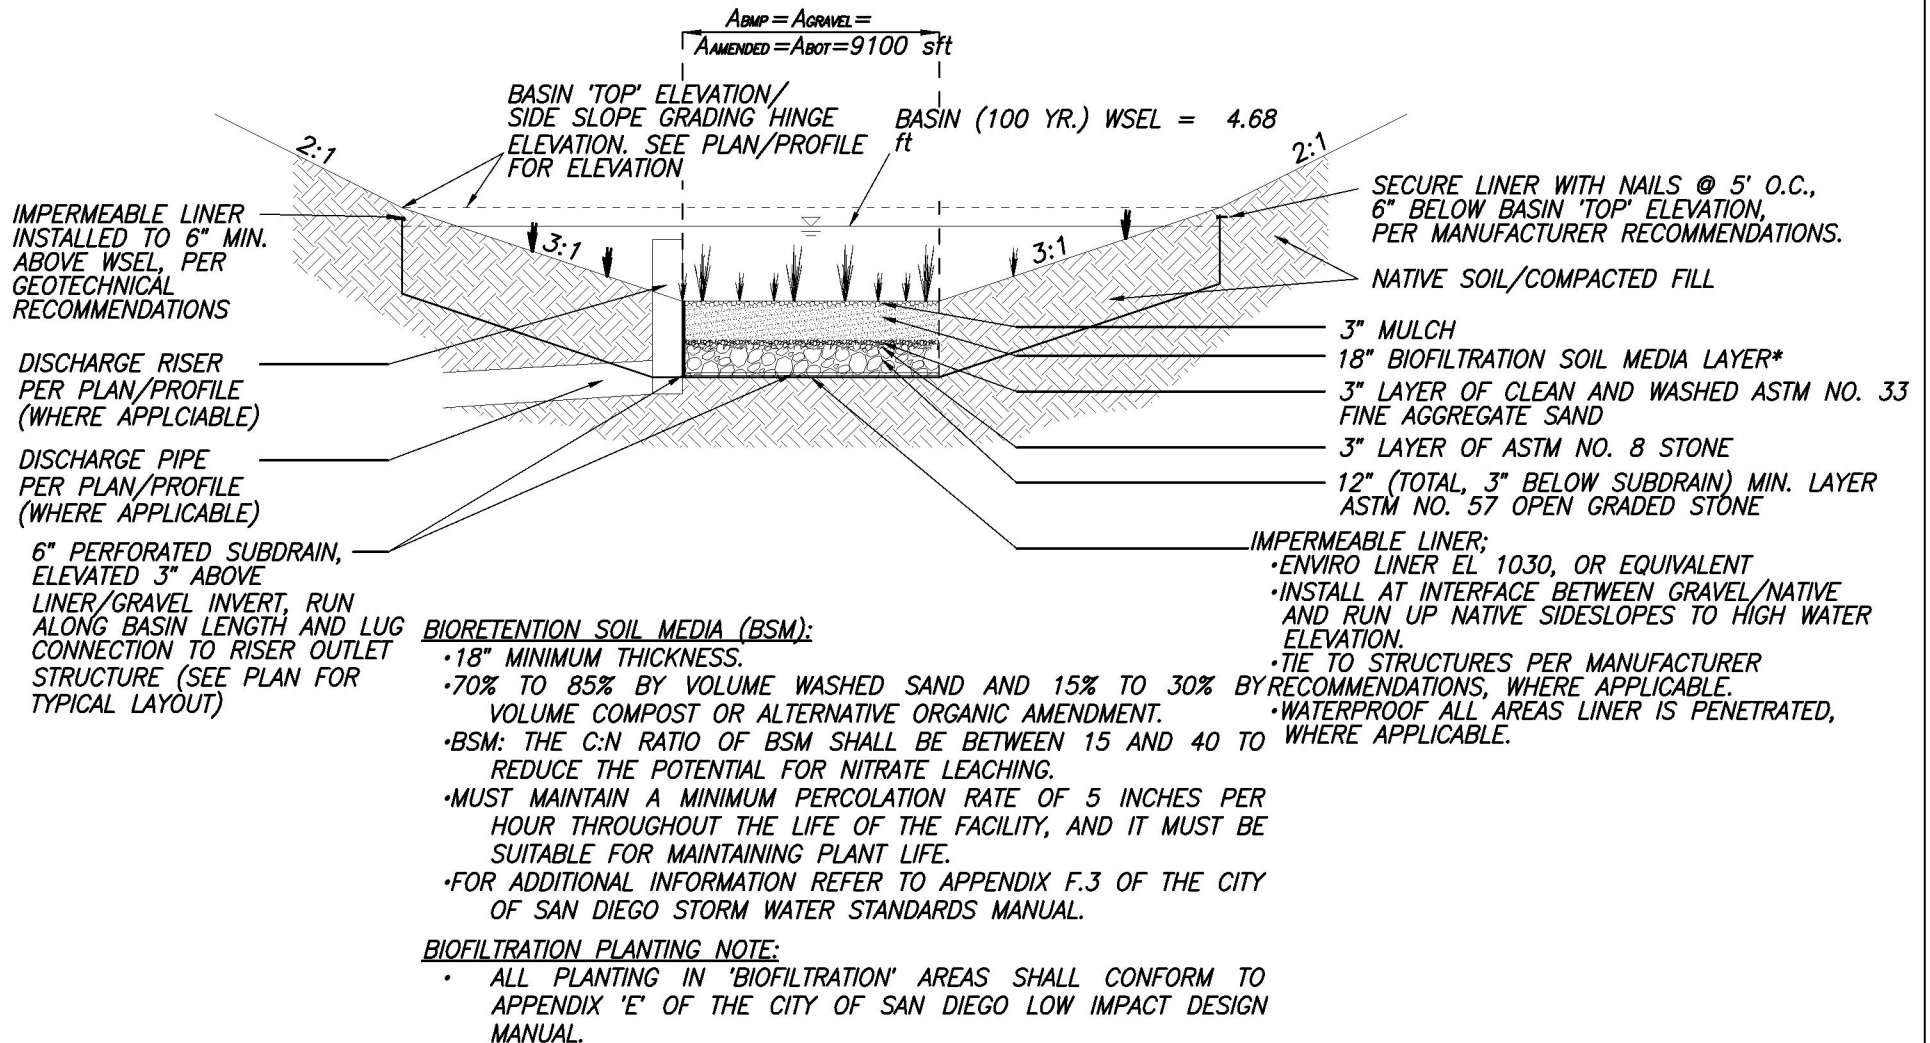 ABMP = AGRAVEL =
AAMENDED = ABOT = 9100 sft
BASIN 'TOP' ELEVATION/
SIDE SLOPE GRADING HINGE
ELEVATION. SEE PLAN/PROFILE
FOR ELEVATION
BASIN (100 YR.) WSEL = 4.68
ft
2:1
2:1
3:1
3:1
IMPERMEABLE LINER
INSTALLED TO 6" MIN.
ABOVE WSEL, PER
GEOTECHNICAL
RECOMMENDATIONS
DISCHARGE RISER
PER PLAN/PROFILE
(WHERE APPLCIABLE)
DISCHARGE PIPE
PER PLAN/PROFILE
(WHERE APPLICABLE)
6" PERFORATED SUBDRAIN,
ELEVATED 3" ABOVE
LINER/GRAVEL INVERT, RUN
ALONG BASIN LENGTH AND LUG
CONNECTION TO RISER OUTLET
STRUCTURE (SEE PLAN FOR
TYPICAL LAYOUT)
SECURE LINER WITH NAILS @ 5' O.C.,
6" BELOW BASIN 'TOP' ELEVATION,
PER MANUFACTURER RECOMMENDATIONS.
NATIVE SOIL/COMPACTED FILL
3" MULCH
18" BIOFILTRATION SOIL MEDIA LAYER*
3" LAYER OF CLEAN AND WASHED ASTM NO. 33
FINE AGGREGATE SAND
3" LAYER OF ASTM NO. 8 STONE
12" (TOTAL, 3" BELOW SUBDRAIN) MIN. LAYER
ASTM NO. 57 OPEN GRADED STONE
IMPERMEABLE LINER;
•ENVIRO LINER EL 1030, OR EQUIVALENT
•INSTALL AT INTERFACE BETWEEN GRAVEL/NATIVE
AND RUN UP NATIVE SIDESLOPES TO HIGH WATER
ELEVATION.
•TIE TO STRUCTURES PER MANUFACTURER
RECOMMENDATIONS, WHERE APPLICABLE.
•WATERPROOF ALL AREAS LINER IS PENETRATED,
WHERE APPLICABLE.
BIORETENTION SOIL MEDIA (BSM):
•18" MINIMUM THICKNESS.
•70% TO 85% BY VOLUME WASHED SAND AND 15% TO 30% BY
VOLUME COMPOST OR ALTERNATIVE ORGANIC AMENDMENT.
•BSM: THE C:N RATIO OF BSM SHALL BE BETWEEN 15 AND 40 TO
REDUCE THE POTENTIAL FOR NITRATE LEACHING.
•MUST MAINTAIN A MINIMUM PERCOLATION RATE OF 5 INCHES PER
HOUR THROUGHOUT THE LIFE OF THE FACILITY, AND IT MUST BE
SUITABLE FOR MAINTAINING PLANT LIFE.
•FOR ADDITIONAL INFORMATION REFER TO APPENDIX F.3 OF THE CITY
OF SAN DIEGO STORM WATER STANDARDS MANUAL.
BIOFILTRATION PLANTING NOTE:
• ALL PLANTING IN 'BIOFILTRATION' AREAS SHALL CONFORM TO
APPENDIX 'E' OF THE CITY OF SAN DIEGO LOW IMPACT DESIGN
MANUAL.